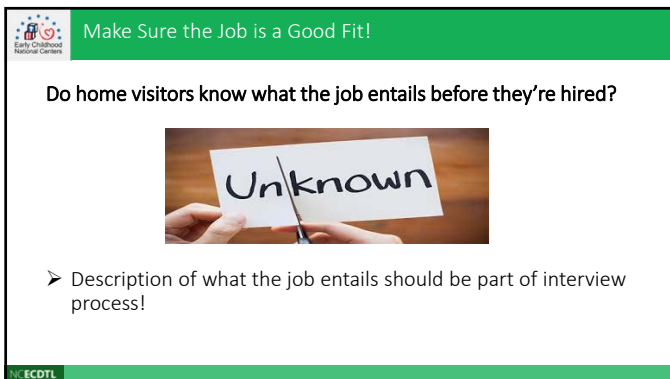 Early Childhood
National Centers
Make Sure the Job is a Good Fit!
Do home visitors know what the job entails before they're hired?
Unknown
➢ Description of what the job entails should be part of interview
process!
NCECDTL